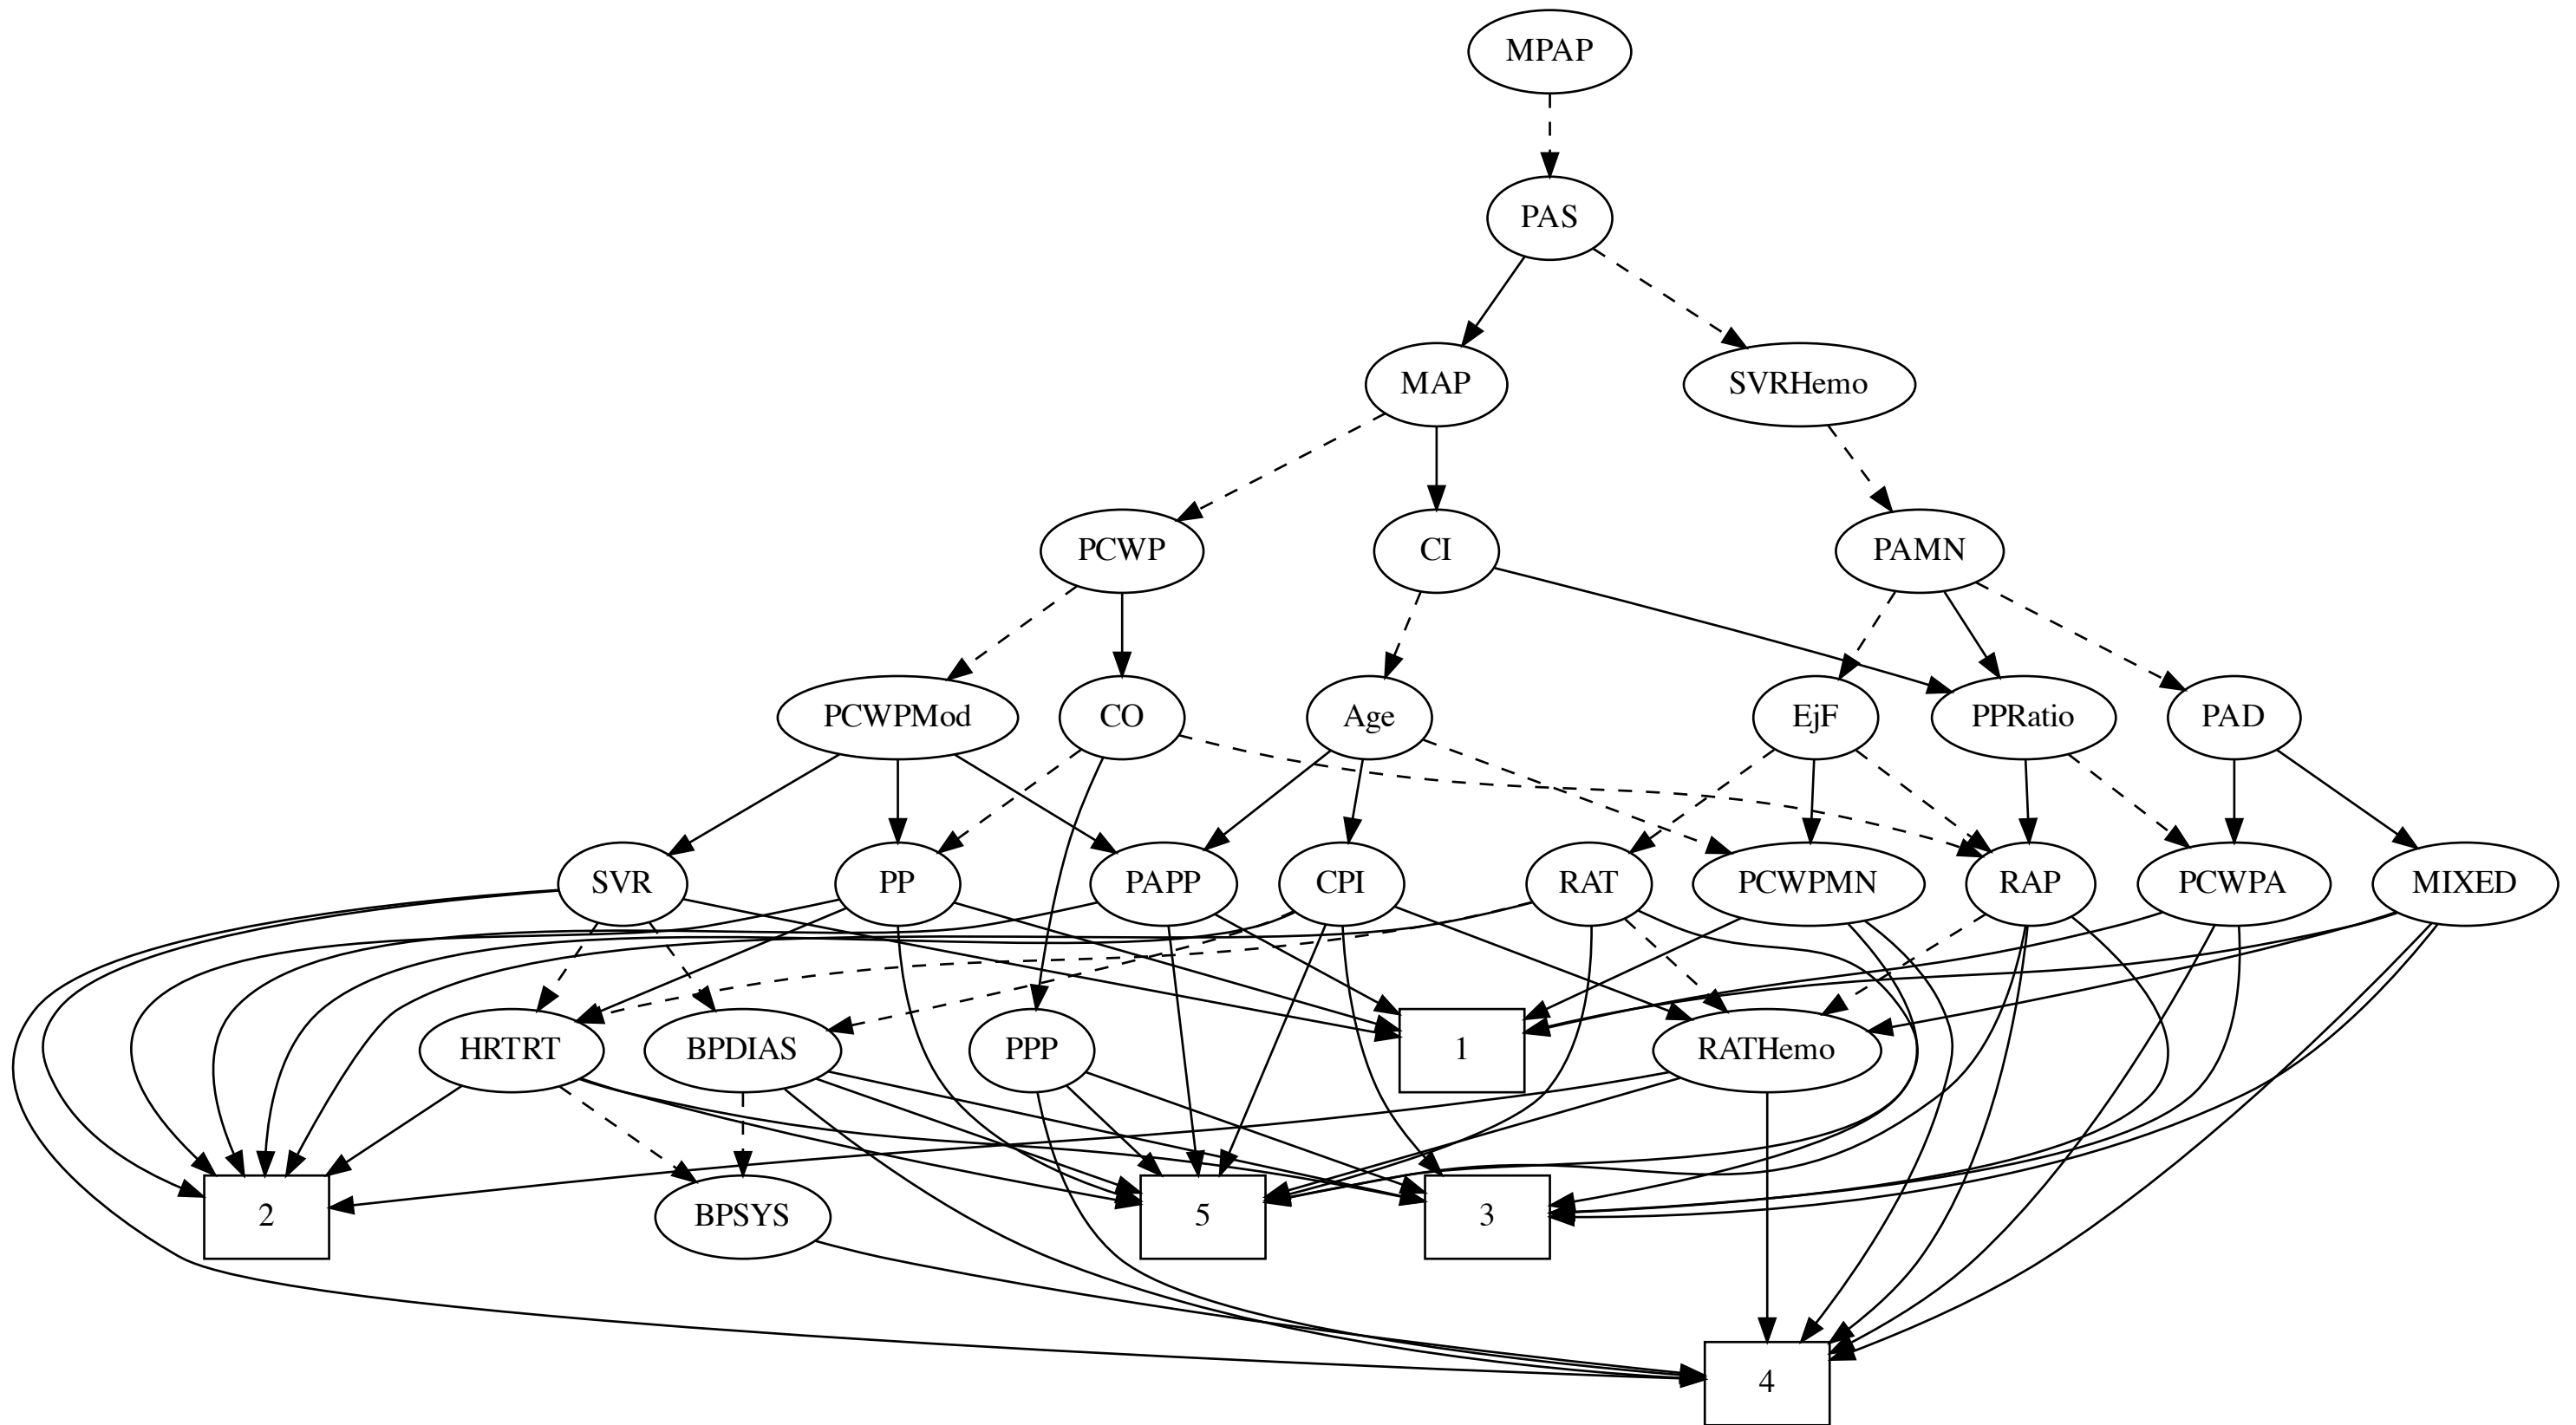 MPAP
PAS
MAP
SVRHemo
PCWP
CI
PAMN
PCWPMod
CO
Age
EjF
PPRatio
PAD
SVR
PP
PAPP
CPI
RAT
PCWPMN
RAP
PCWPA
MIXED
HRTRT
BPDIAS
PPP
1
RATHemo
2
BPSYS
5
3
4